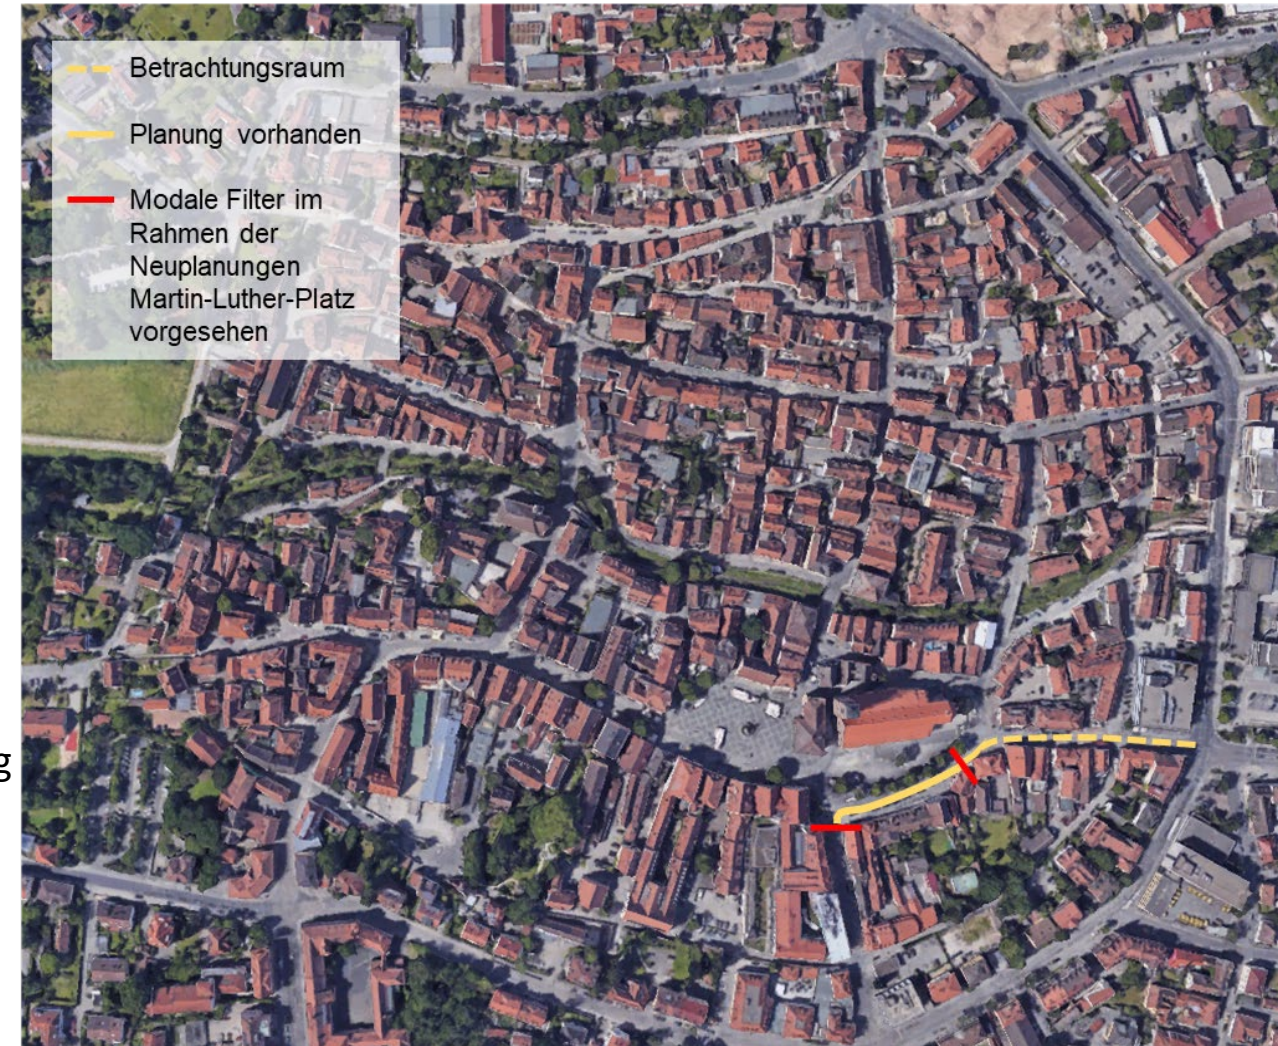 Betrachtungsraum
Planung vorhanden
Modale Filter im
Rahmen der
Neuplanungen
Martin-Luther-Platz
vorgesehen
g